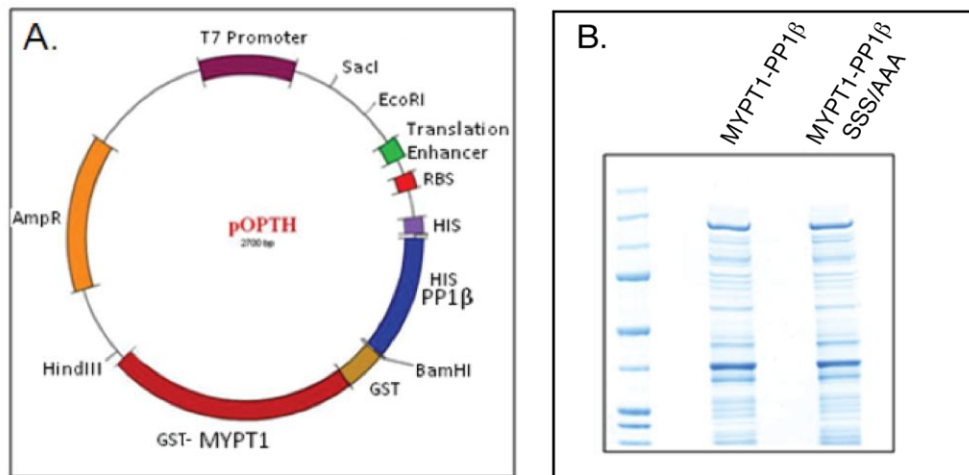 A.
T7 Promoter
SacI
EcoRI
Translation
Enhancer
RBS
HIS
HIS
PP1β
BamHI
GST
GST- MYPT1
HindIII
AmpR
pOPTH
2700 bp
B.
MYPT1-PP1β
MYPT1-PP1β
SSS/AAA